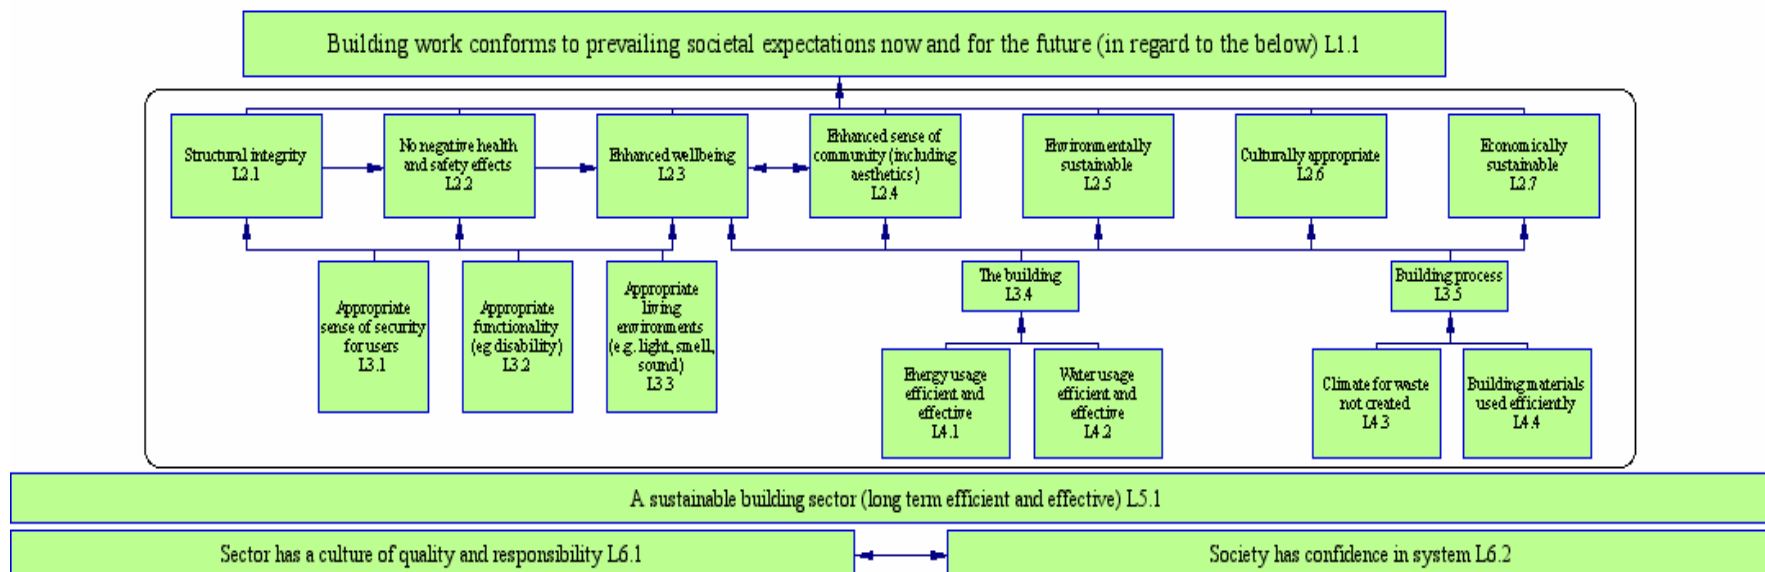 Building work conforms to prevailing societal expectations now and for the future (in regard to the below) L1.1
Structural integrity
L2.1
No negative health
and safety effects
L2.2
Enhanced wellbeing
L2.3
Enhanced sense of
community (including
aesthetics)
L2.4
Environmentally
sustainable
L2.5
Culturally appropriate
L2.6
Economically
sustainable
L2.7
Appropriate
sense of security
for users
L3.1
Appropriate
functionality
(eg disability)
L3.2
Appropriate
living
environments
(e.g. light, smell,
sound)
L3.3
The building
L3.4
Building process
L3.5
Energy usage
efficient and
effective
L4.1
Water usage
efficient and
effective
L4.2
Climate for waste
not created
L4.3
Building materials
used efficiently
L4.4
A sustainable building sector (long term efficient and effective) L5.1
Sector has a culture of quality and responsibility L6.1
Society has confidence in system L6.2